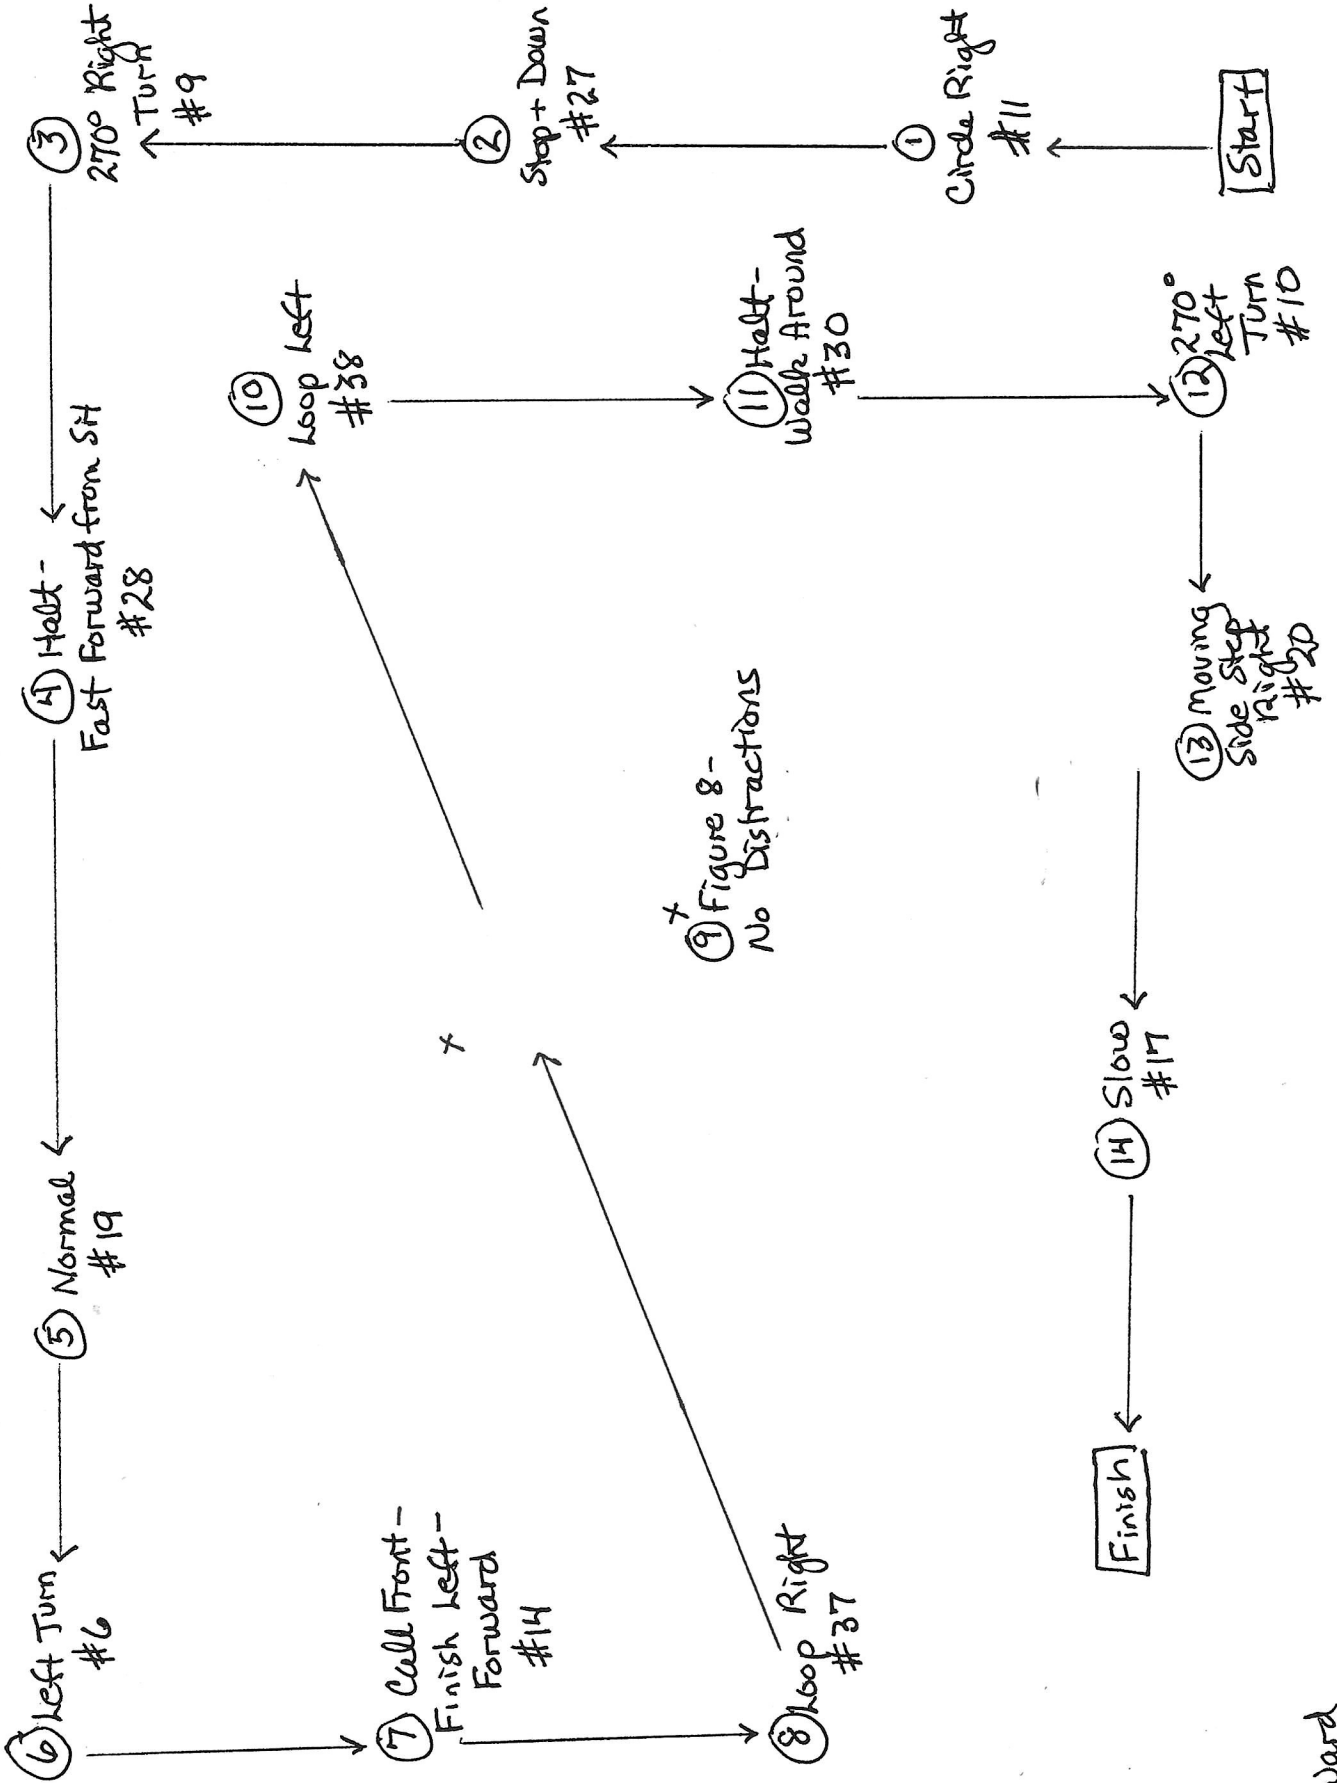 Start
① Circle Right
#11
② Stop + Down
#27
③ 270° Right
Turn
#9
④ Halt -
Fast Forward from SH
#28
⑤ Normal
#19
⑥ Left Turn
#6
⑦ Call Front -
Finish Left -
Forward
#14
⑧ Loop Right
#37
x
x
⑨ Figure 8 -
No Distractions
⑩
Loop Left
#38
⑪ Halt -
Walk Around
#30
⑫ 270°
Left
Turn
#10
⑬ Moving
Side Step
Right
#20
⑭ Slow
#17
Finish